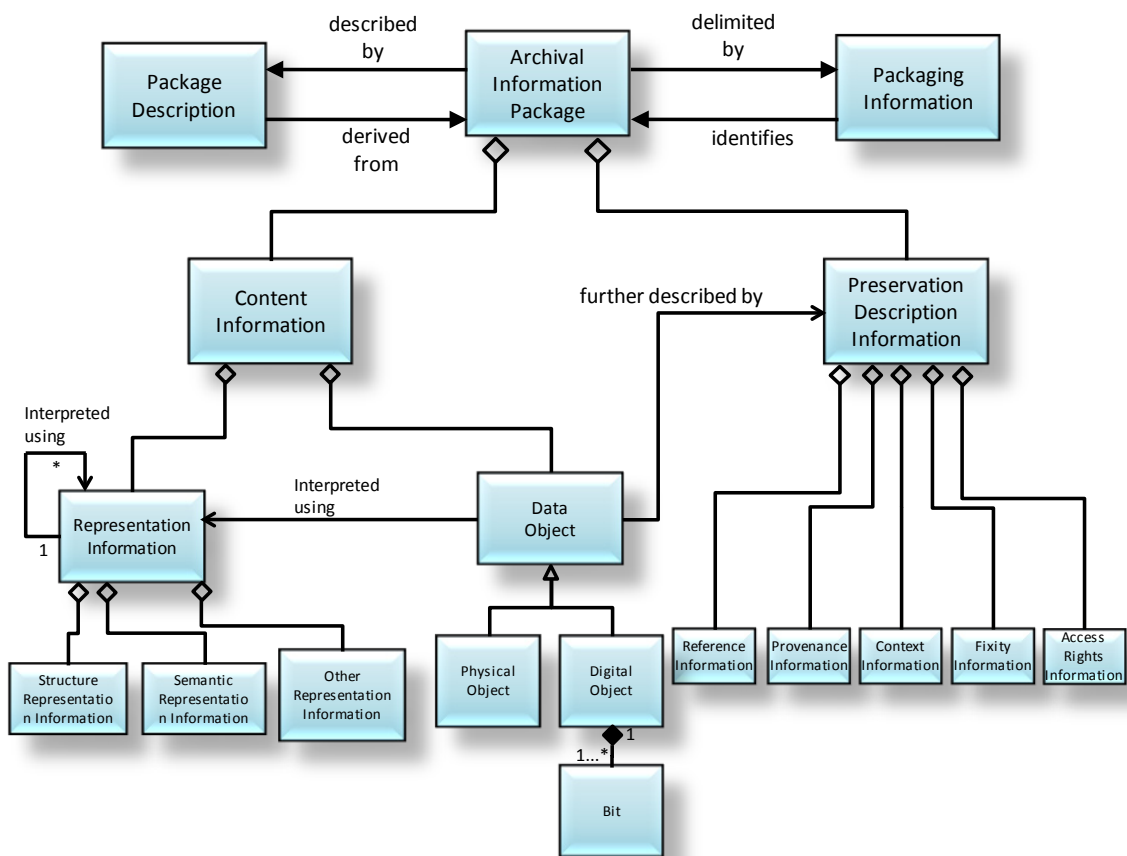 described
by
delimited
by
Package
Description
Archival
Information
Package
Packaging
Information
derived
from
identifies
Content
Information
further described by
Preservation
Description
Information
Interpreted
using
*
Representation
Information
1
Interpreted
using
Data
Object
Structure
Representatio
n Information
Semantic
Representatio
n Information
Other
Representation
Information
Physical
Object
Digital
Object
Reference
Information
Provenance
Information
Context
Information
Fixity
Information
Access
Rights
Information
1
1...*
Bit